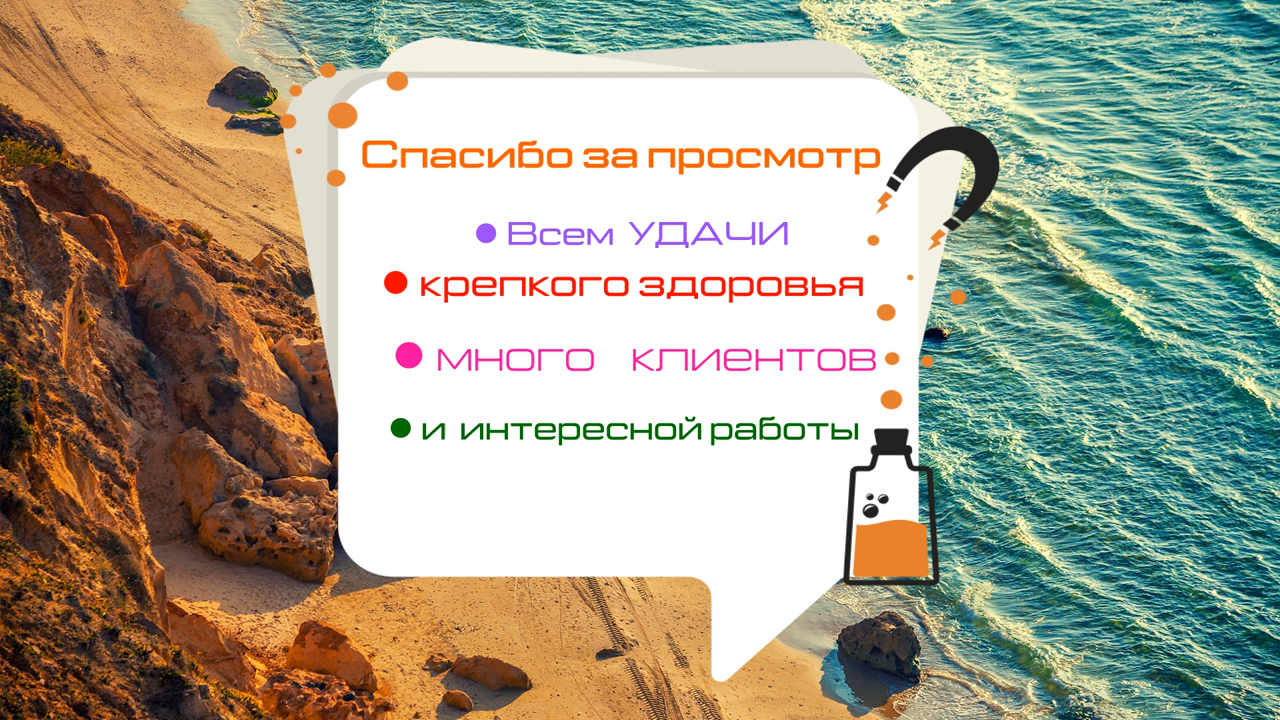 Спасибо за просмотр
● Всем УДАЧИ
● крепкого здоровья
● много клиентов
● и интересной работы